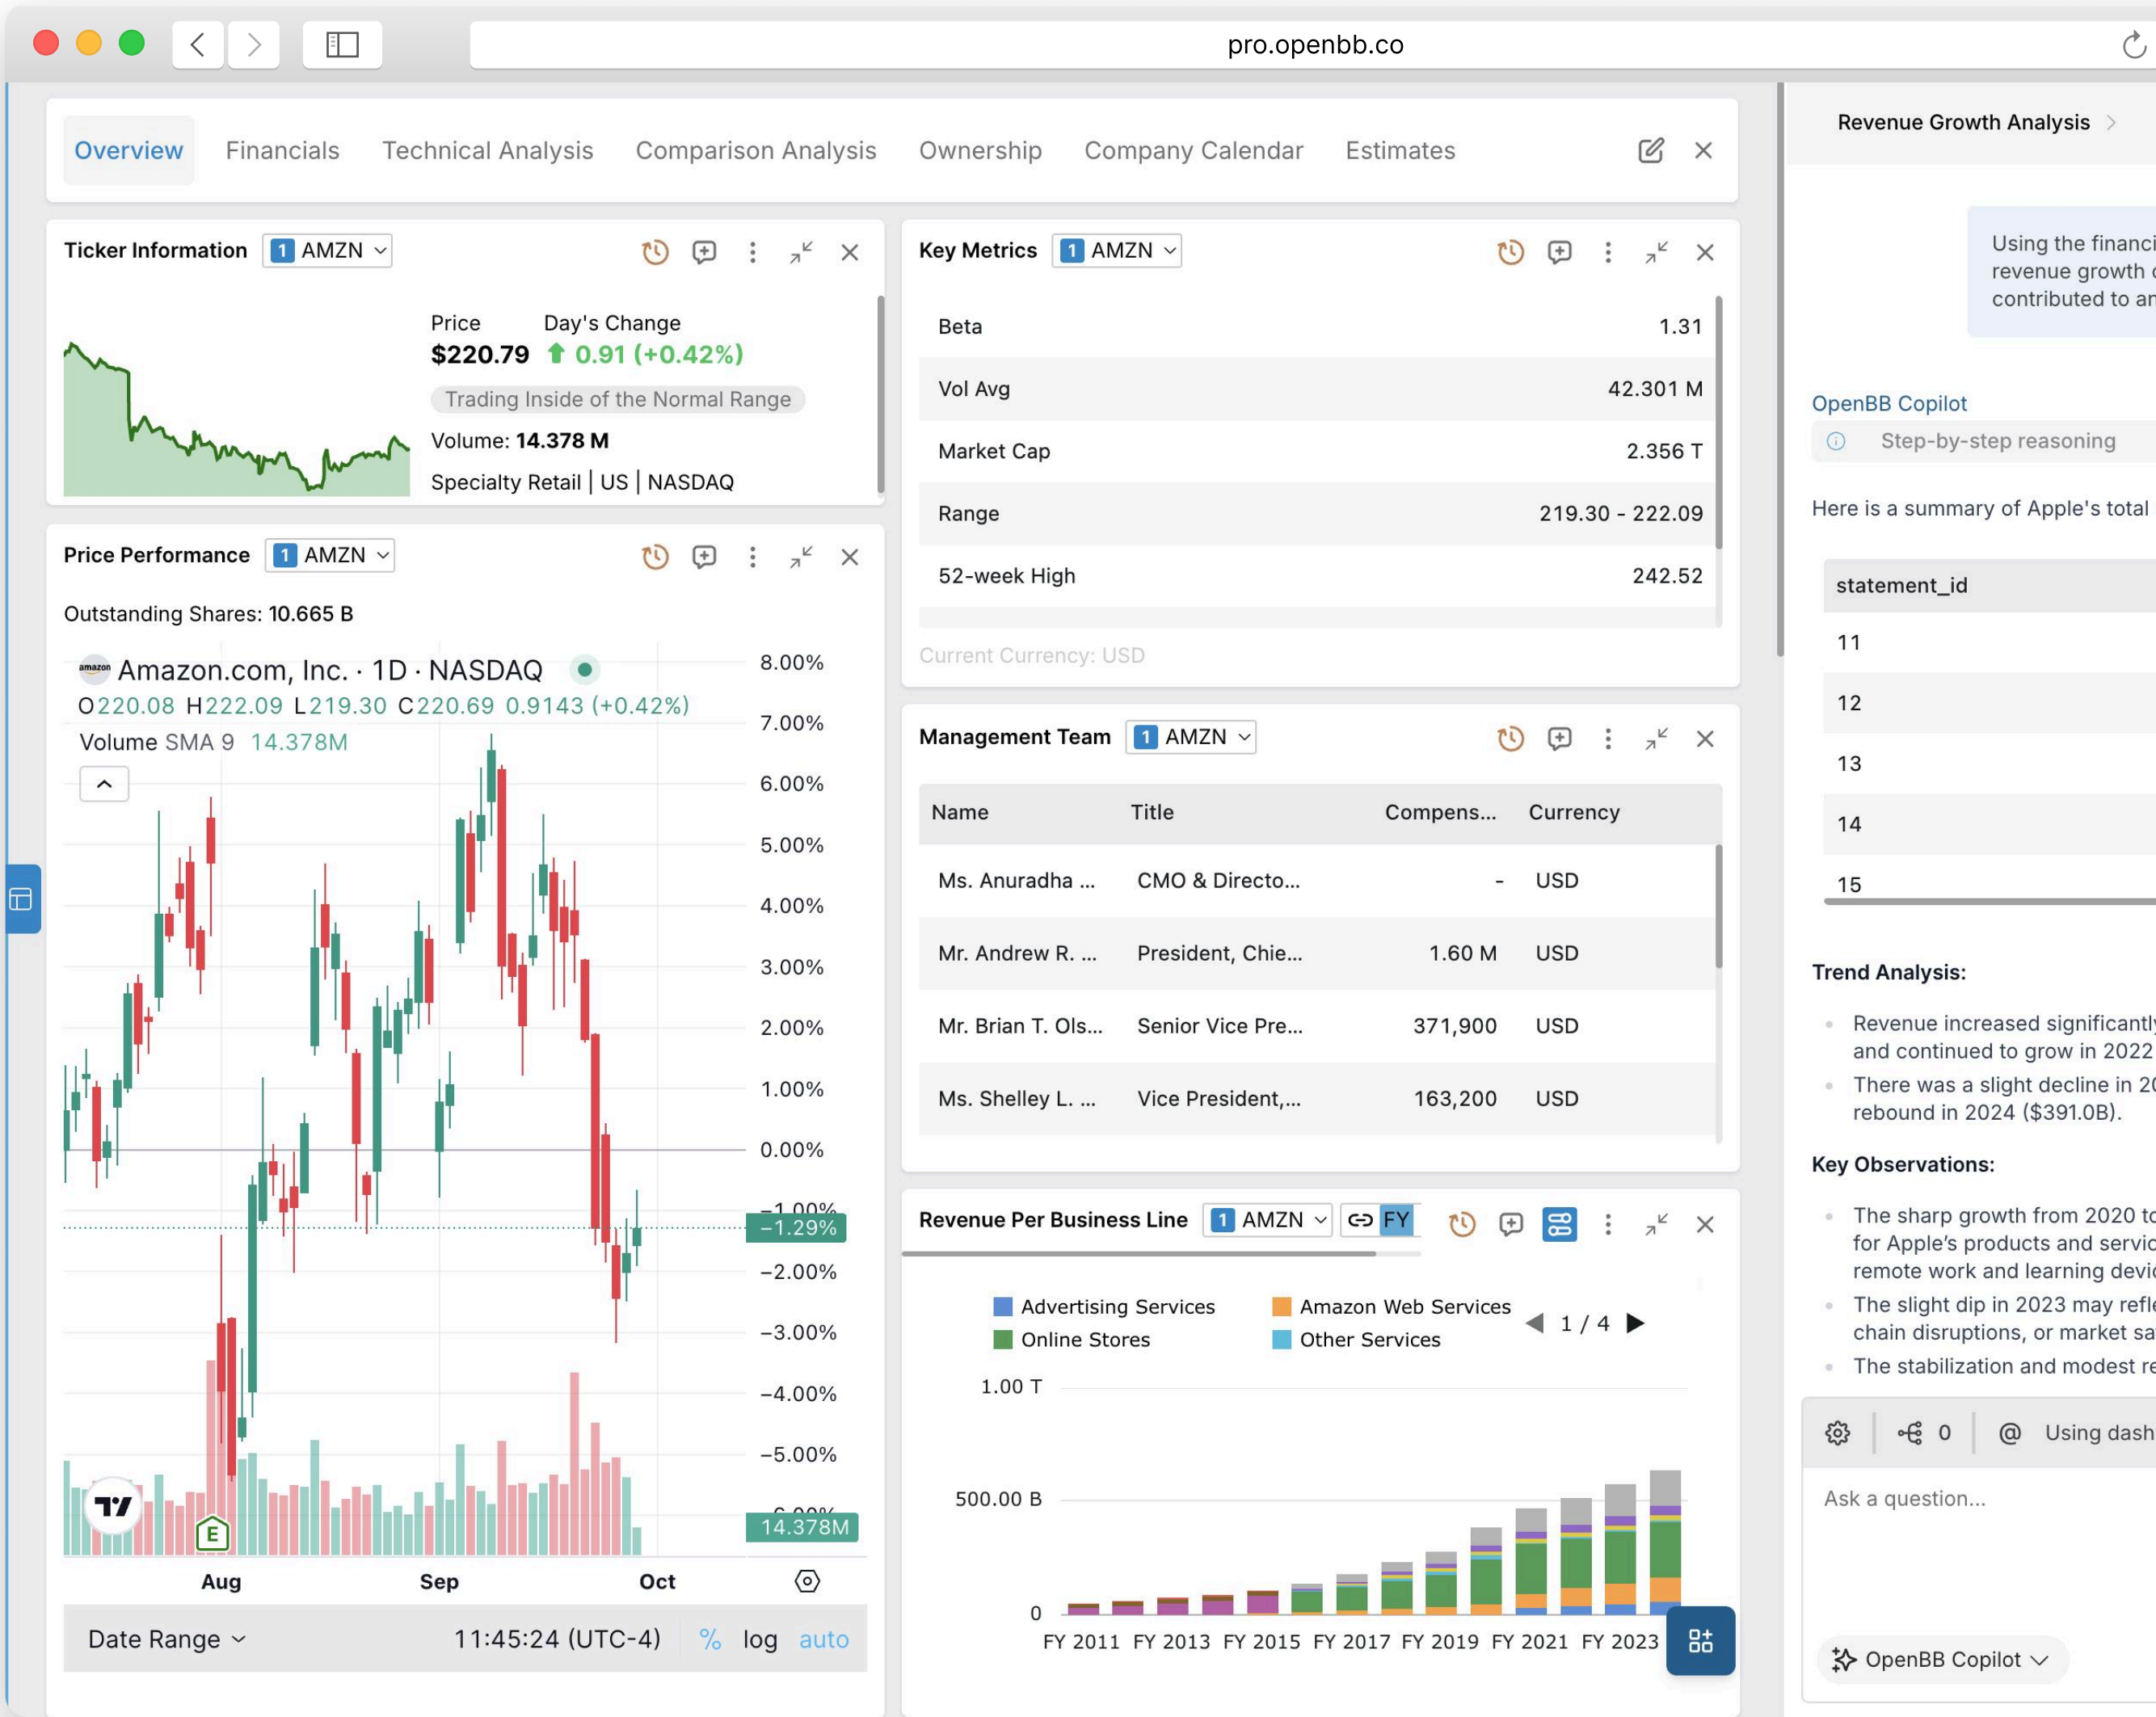 pro.openbb.co
Overview Financials Technical Analysis Comparison Analysis Ownership Company Calendar Estimates
Ticker Information 1 AMZN
Price Day's Change
$220.79 0.91 (+0.42%)
Trading Inside of the Normal Range
Volume: 14.378 M
Specialty Retail | US | NASDAQ
Price Performance 1 AMZN
Outstanding Shares: 10.665 B
amazon Amazon.com, Inc. · 1D · NASDAQ
O220.08 H222.09 L219.30 C220.69 0.9143 (+0.42%)
Volume SMA 9 14.378M
8.00%
7.00%
6.00%
5.00%
4.00%
3.00%
2.00%
1.00%
0.00%
−1.00%
−1.29%
−2.00%
−3.00%
−4.00%
−5.00%
14.378M
E
Aug Sep Oct
Date Range 11:45:24 (UTC-4) % log auto
Key Metrics 1 AMZN
Beta 1.31
Vol Avg 42.301 M
Market Cap 2.356 T
Range 219.30 - 222.09
52-week High 242.52
Current Currency: USD
Management Team 1 AMZN
Name Title Compens... Currency
Ms. Anuradha ... CMO & Directo... - USD
Mr. Andrew R. ... President, Chie... 1.60 M USD
Mr. Brian T. Ols... Senior Vice Pre... 371,900 USD
Ms. Shelley L. ... Vice President,... 163,200 USD
Revenue Per Business Line 1 AMZN FY
Advertising Services Amazon Web Services
Online Stores Other Services
1 / 4
1.00 T
500.00 B
0
FY 2011 FY 2013 FY 2015 FY 2017 FY 2019 FY 2021 FY 2023
Revenue Growth Analysis
Using the financi
revenue growth
contributed to an
OpenBB Copilot
Step-by-step reasoning
Here is a summary of Apple's total
statement_id
11
12
13
14
15
Trend Analysis:
Revenue increased significantly
and continued to grow in 2022
There was a slight decline in 20
rebound in 2024 ($391.0B).
Key Observations:
The sharp growth from 2020 to
for Apple's products and servic
remote work and learning devic
The slight dip in 2023 may refle
chain disruptions, or market sa
The stabilization and modest re
0 @ Using dash
Ask a question...
OpenBB Copilot